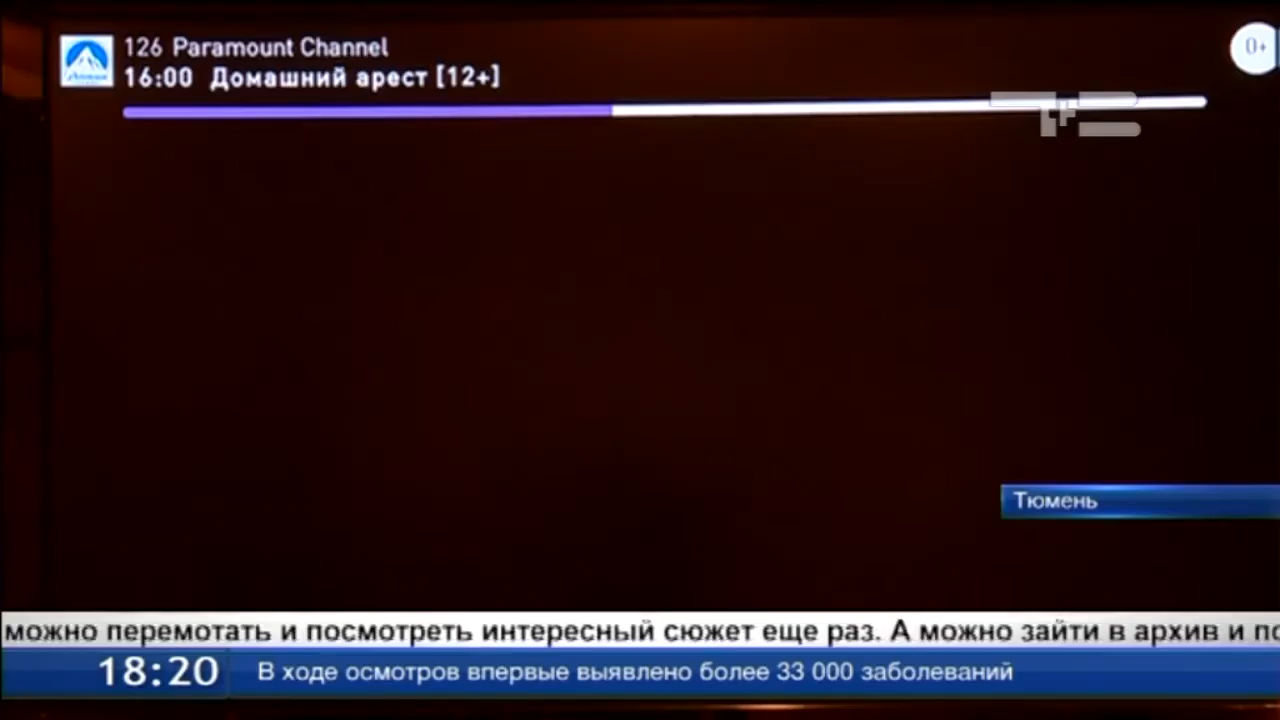 126 Paramount Channel
16:00 Домашний арест [12+]
0+
Тюмень
можно перемотать и посмотреть интересный сюжет еще раз. А можно зайти в архив и
18:20 В ходе осмотров впервые выявлено более 33 000 заболеваний